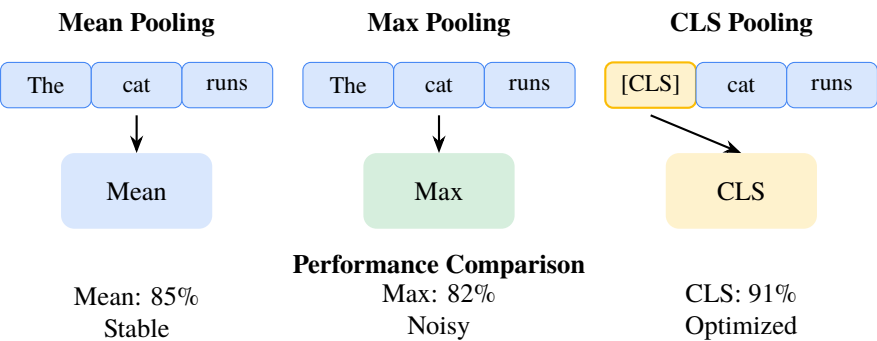 Mean Pooling Max Pooling CLS Pooling
The cat runs The cat runs [CLS] cat runs
Mean Max CLS
Performance Comparison
Mean: 85% Max: 82% CLS: 91%
Stable Noisy Optimized